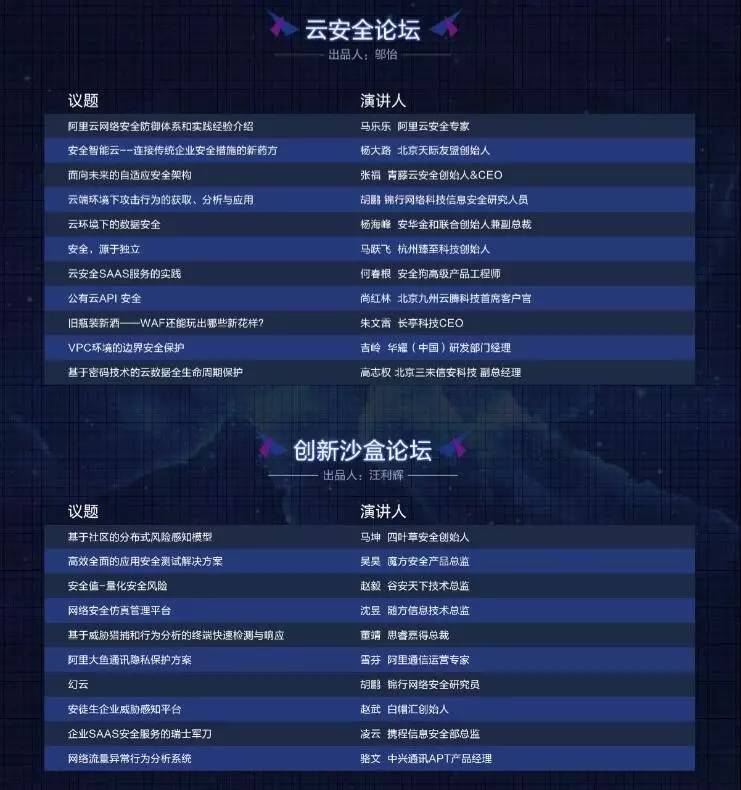 云安全论坛
出品人：邬怡
议题 演讲人
阿里云网络安全防御体系和实践经验介绍 马乐乐 阿里云安全专家
安全智能云--连接传统企业安全措施的新药方 杨大路 北京天际友盟创始人
面向未来的自适应安全架构 张福 青藤云安全创始人&CEO
云端环境下攻击行为的获取、分析与应用 胡鹏 锦行网络科技信息安全研究人员
云环境下的数据安全 杨海峰 安华金和联合创始人兼副总裁
安全，源于独立 马跃飞 杭州臻至科技创始人
云安全SAAS服务的实践 何春根 安全狗高级产品工程师
公有云API 安全 尚红林 北京九州云腾科技首席客户官
旧瓶装新酒——WAF还能玩出哪些新花样? 朱文雷 长亭科技CEO
VPC环境的边界安全保护 吉岭 华耀（中国）研发部门经理
基于密码技术的云数据全生命周期保护 高志权 北京三未信安科技 副总经理
创新沙盒论坛
出品人：汪利辉
议题 演讲人
基于社区的分布式风险感知模型 马坤 四叶草安全创始人
高效全面的应用安全测试解决方案 吴昊 魔方安全产品总监
安全值-量化安全风险 赵毅 谷安天下技术总监
网络安全仿真管理平台 沈昱 融方信息技术总监
基于威胁猎捕和行为分析的终端快速检测与响应 董靖 思睿嘉得总裁
阿里大鱼通讯隐私保护方案 雪芬 阿里通信运营专家
幻云 胡鹏 锦行网络安全研究员
安徒生企业威胁感知平台 赵武 白帽汇创始人
企业SAAS安全服务的瑞士军刀 凌云 携程信息安全部总监
网络流量异常行为分析系统 骆文 中兴通讯APT产品经理